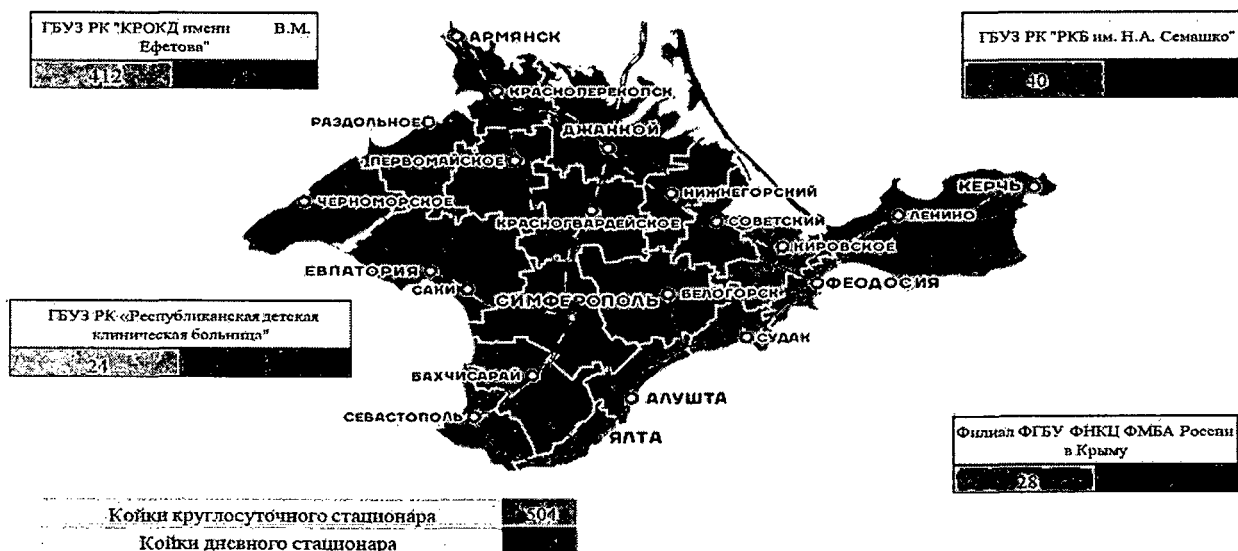 ГБУЗ РК "КРОКД имени В.М.
Ефетова"
412
ГБУЗ РК "РКБ им. Н.А. Семашко"
40
АРМЯНСК
КРАСНОПЕРЕКОПСК
РАЗДОЛЬНОЕ
ДЖАНКОЙ
ПЕРВОМАЙСКОЕ
НИЖНЕГОРСКИЙ
КЕРЧЬ
ЧЕРНОМОРСКОЕ
КРАСНОГВАРДЕЙСКОЕ
СОВЕТСКИЙ
ЛЕНИНО
КИРОВСКОЕ
ЕВПАТОРИЯ
САКИ
СИМФЕРОПОЛЬ
БЕЛОГОРСК
ФЕОДОСИЯ
ГБУЗ РК «Республиканская детская
клиническая больница"
24
СУДАК
БАХЧИСАРАЙ
АЛУШТА
СЕВАСТОПОЛЬ
ЯЛТА
Филиал ФГБУ ФНКЦ ФМБА России
в Крыму
28
Койки круглосуточного стационара
504
Койки дневного стационара